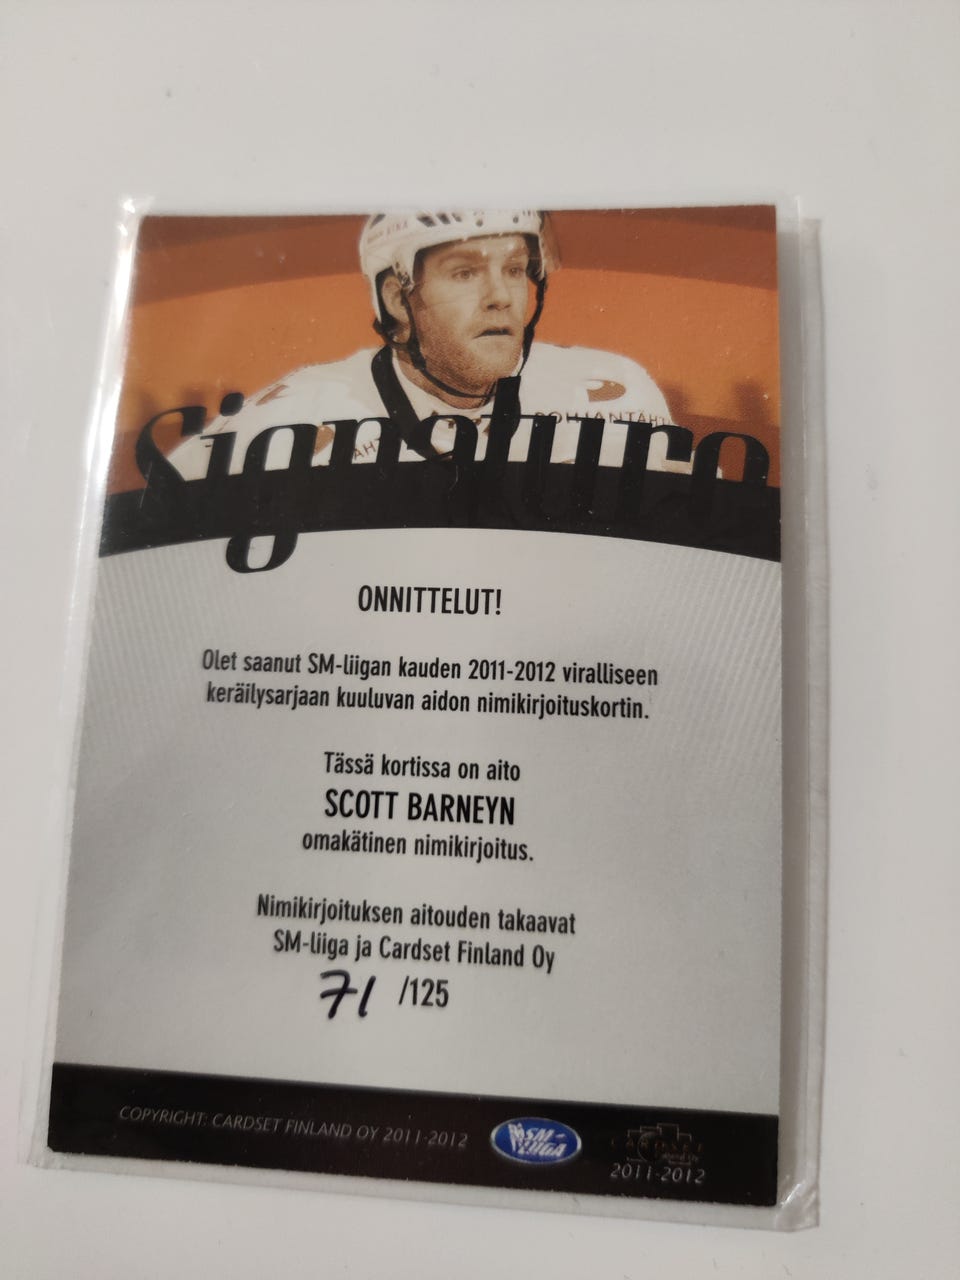 POHJANTÄHT
ÄHT
Signature
ONNITTELUT!
Olet saanut SM-liigan kauden 2011-2012 viralliseen
keräilysarjaan kuuluvan aidon nimikirjoituskortin.
Tässä kortissa on aito
SCOTT BARNEYN
omakätinen nimikirjoitus.
Nimikirjoituksen aitouden takaavat
SM-liiga ja Cardset Finland Oy
71 /125
COPYRIGHT: CARDSET FINLAND OY 2011-2012
SM-
LIIGA
2011-2012